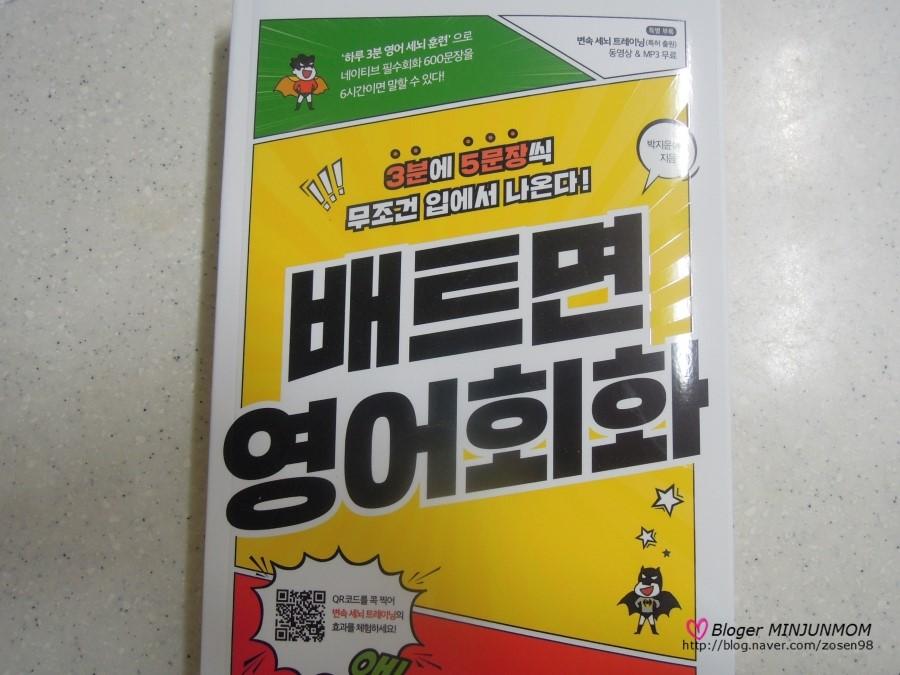 '하루 3분 영어 세뇌 훈련'으로
네이티브 필수회화 600문장을
6시간이면 말할 수 있다!
특별 부록
변속 세뇌 트레이닝(특허 출원)
동영상 & MP3 무료
박지윤
지음
3분에 5문장씩
무조건 입에서 나온다!
배트면
영어회화
QR코드를 콕 찍어
변속 세뇌 트레이닝의
효과를 체험하세요!
Bloger MINJUNMOM
http://blog.naver.com/zosen98